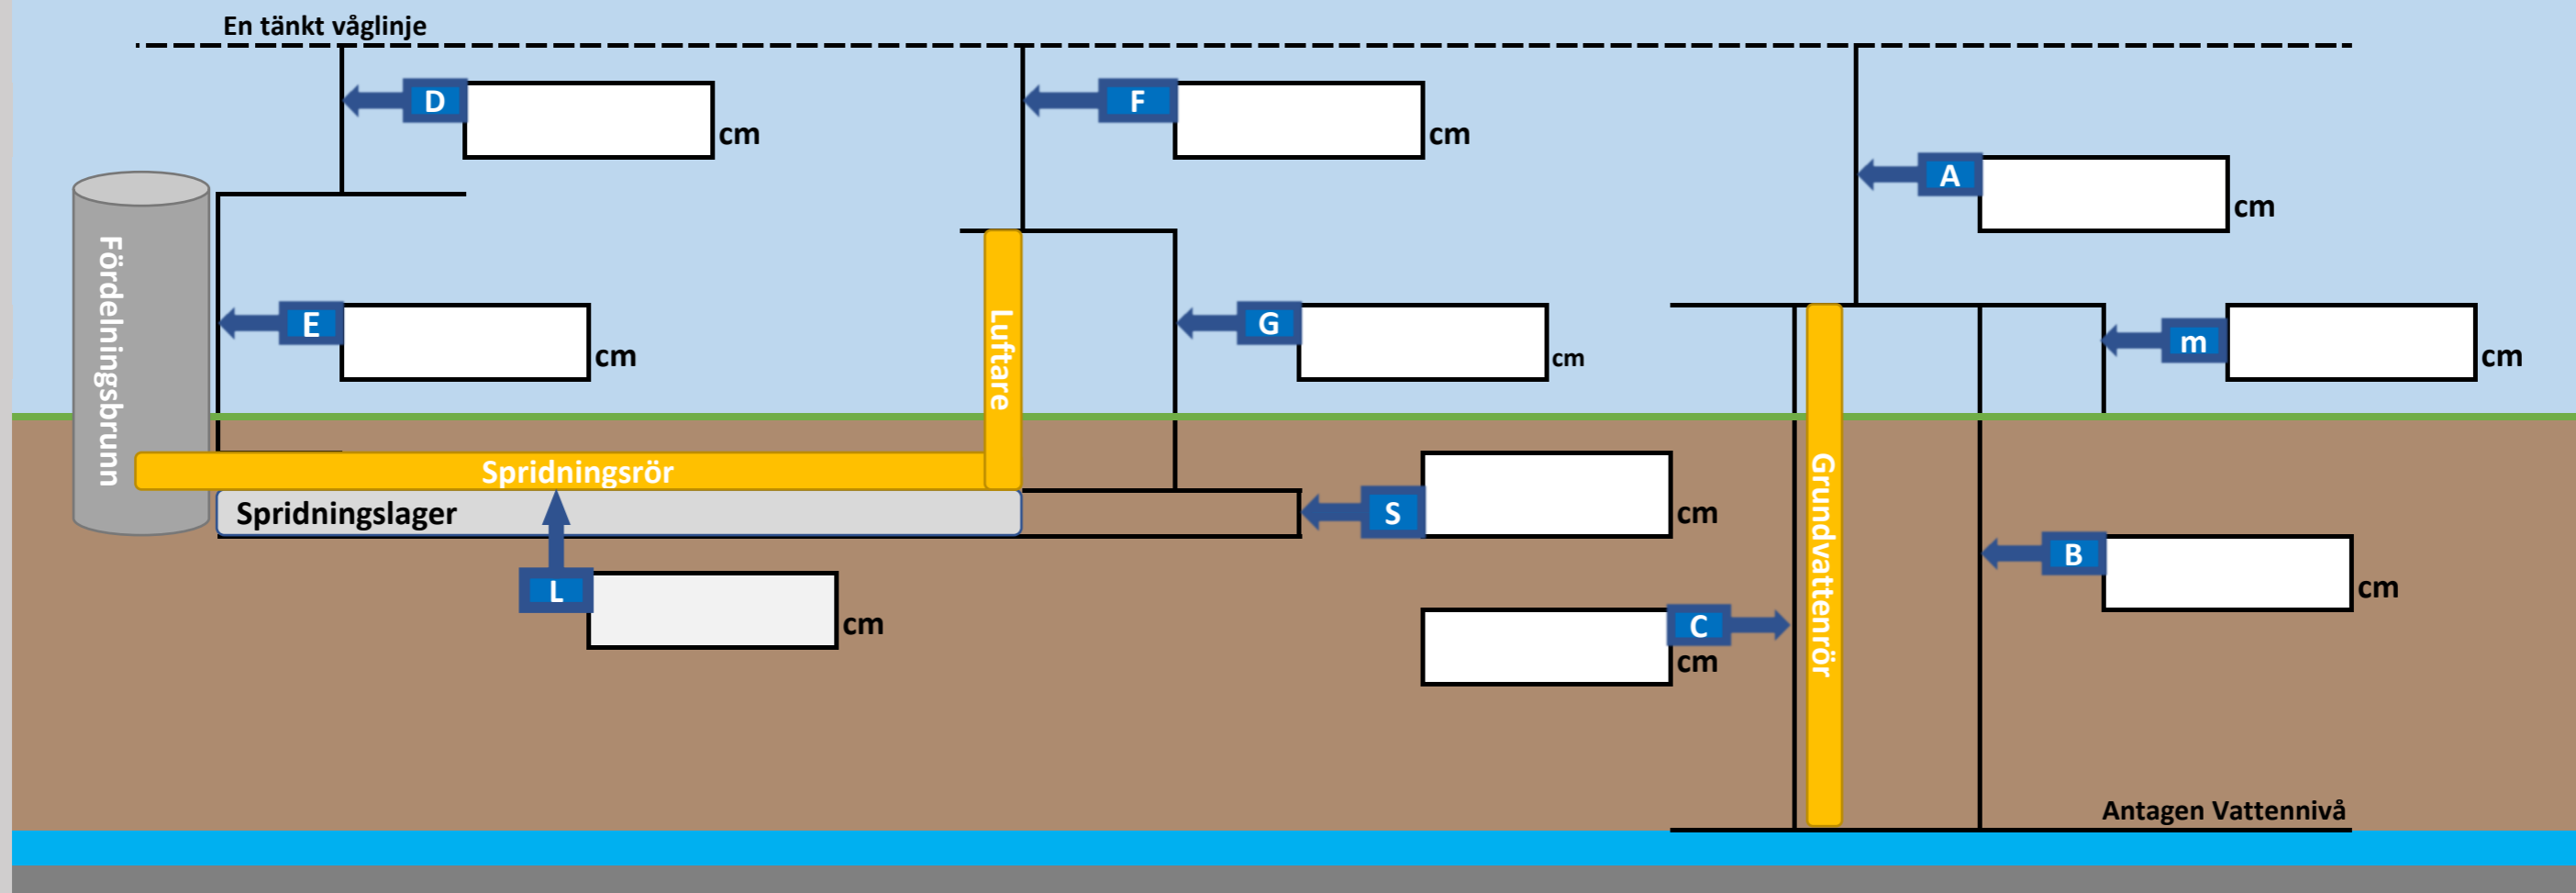 En tänkt våglinje
D
cm
F
cm
A
cm
Fördelningsbrunn
E
cm
Luftare
G
cm
m
cm
Spridningsrör
Spridningslager
S
cm
Grundvattenrör
L
cm
C
cm
B
cm
Antagen Vattennivå